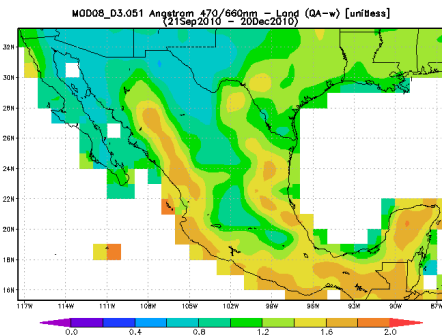 MOD08_D3.051 Angstrom 470/660nm – Land (QA-w) [unitless]
(21Sep2010 – 20Dec2010)
32N
30N
28N
26N
24N
22N
20N
18N
16N
117W 114W 111W 108W 105W 102W 99W 96W 93W 90W 87W
0.0 0.4 0.8 1.2 1.6 2.0